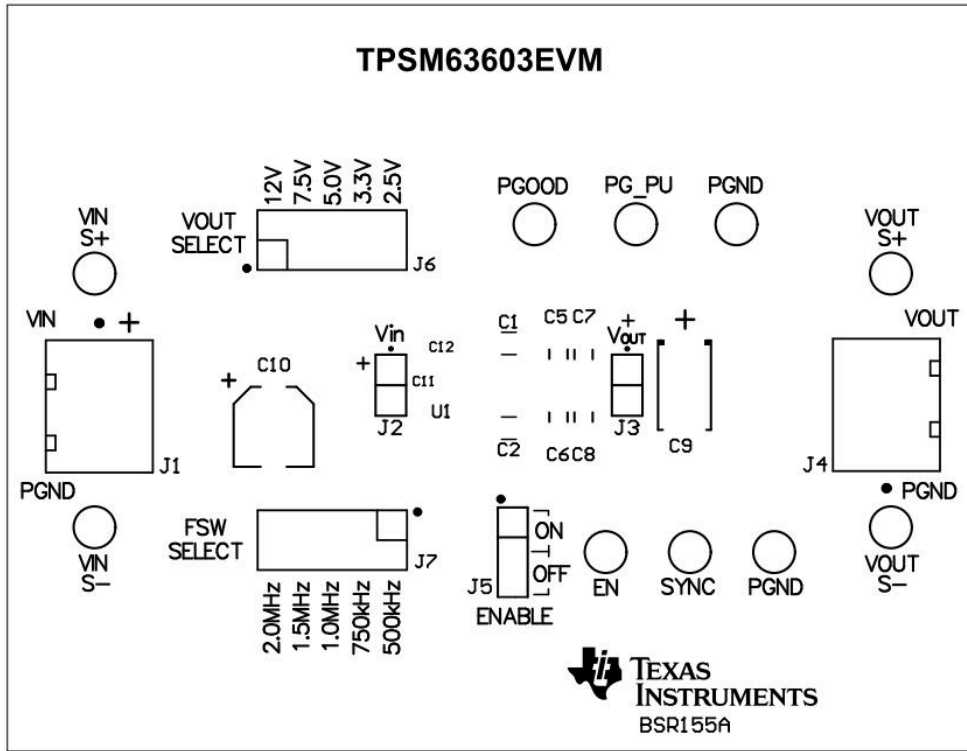 TPSM63603EVM
12V
7.5V
5.0V
3.3V
2.5V
VOUT
SELECT
J6
PGOOD
PG_PU
PGND
VIN
S+
VOUT
S+
VIN
+
VOUT
J1
PGND
VIN
S-
C10
+
Vin
+
J2
C12
C11
U1
C1
C2
C5 C7
C6 C8
+
VOUT
J3
+
C9
J4
PGND
VOUT
S-
FSW
SELECT
J7
2.0MHz
1.5MHz
1.0MHz
750kHz
500kHz
ON
OFF
J5
ENABLE
EN
SYNC
PGND
TEXAS
INSTRUMENTS
BSR155A